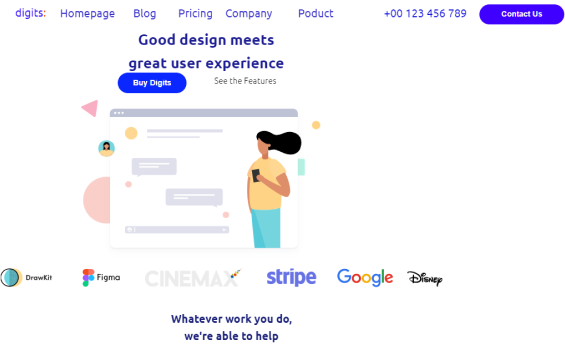 digits: Homepage Blog Pricing Company Poduct +00 123 456 789 Contact Us
Good design meets
great user experience
Buy Digits See the Features
DrawKit Figma CINEMAX stripe Google Disney
Whatever work you do,
we're able to help